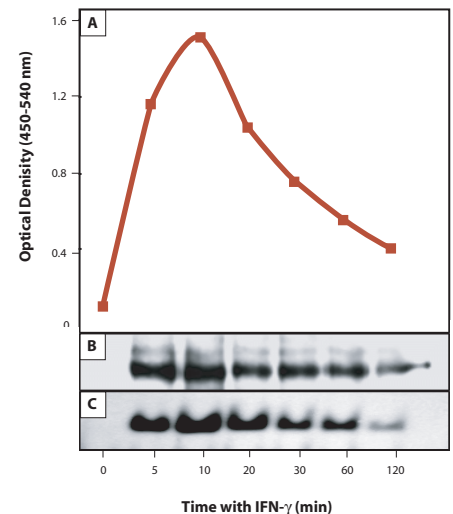 1.6
A
1.2
0.8
0.4
0
Optical Denisity (450-540 nm)
B
C
0 5 10 20 30 60 120
Time with IFN-γ (min)